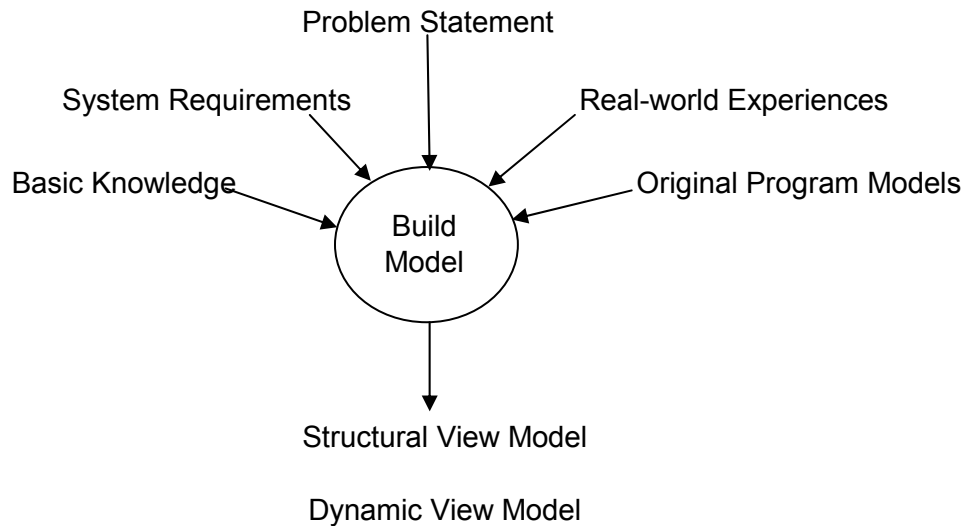 Problem Statement
System Requirements
Real-world Experiences
Basic Knowledge
Original Program Models
Build
Model
Structural View Model
Dynamic View Model